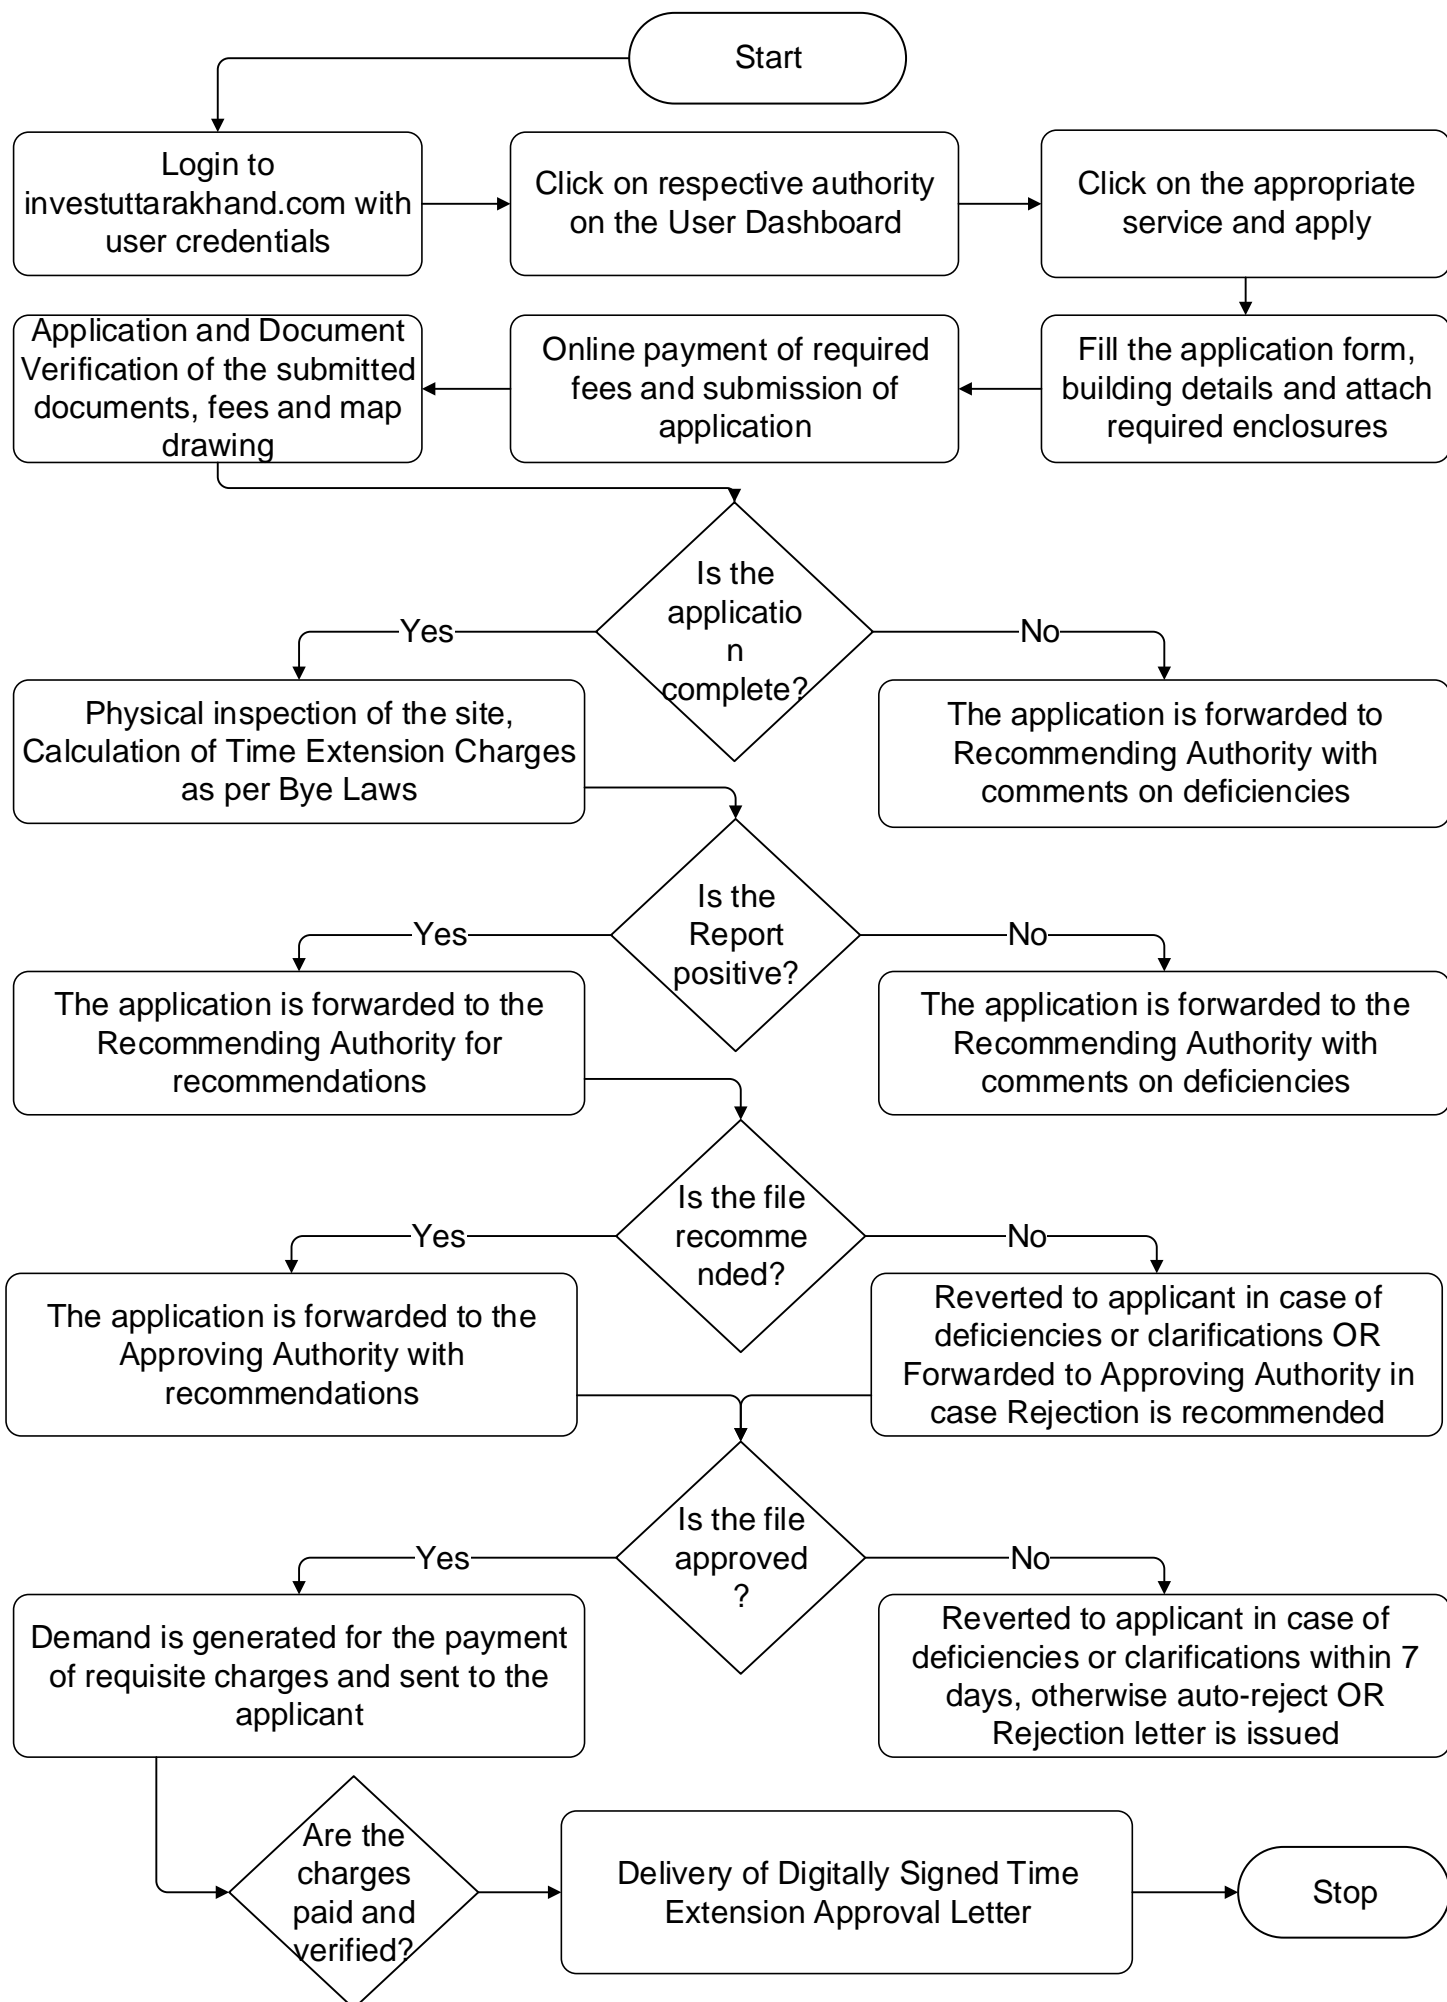 Start
Login to
investuttarakhand.com with
user credentials
Click on respective authority
on the User Dashboard
Click on the appropriate
service and apply
Application and Document
Verification of the submitted
documents, fees and map
drawing
Online payment of required
fees and submission of
application
Fill the application form,
building details and attach
required enclosures
Is the
applicatio
n
complete?
Yes
No
Physical inspection of the site,
Calculation of Time Extension Charges
as per Bye Laws
The application is forwarded to
Recommending Authority with
comments on deficiencies
Is the
Report
positive?
Yes
No
The application is forwarded to the
Recommending Authority for
recommendations
The application is forwarded to the
Recommending Authority with
comments on deficiencies
Is the file
recomme
nded?
Yes
No
The application is forwarded to the
Approving Authority with
recommendations
Reverted to applicant in case of
deficiencies or clarifications OR
Forwarded to Approving Authority in
case Rejection is recommended
Is the file
approved
?
Yes
No
Demand is generated for the payment
of requisite charges and sent to the
applicant
Reverted to applicant in case of
deficiencies or clarifications within 7
days, otherwise auto-reject OR
Rejection letter is issued
Are the
charges
paid and
verified?
Delivery of Digitally Signed Time
Extension Approval Letter
Stop